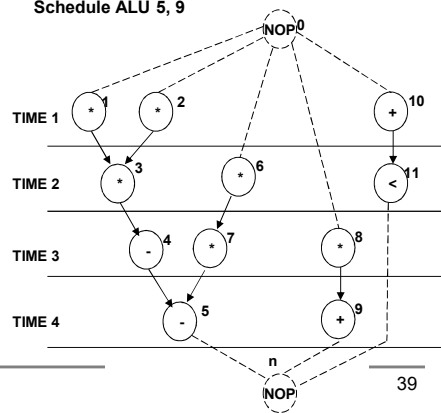 Schedule ALU 5, 9
NOP 0
TIME 1 * 1 * 2 + 10
TIME 2 * 3 * 6 < 11
TIME 3 - 4 * 7 * 8
TIME 4 - 5 + 9
n
NOP
39